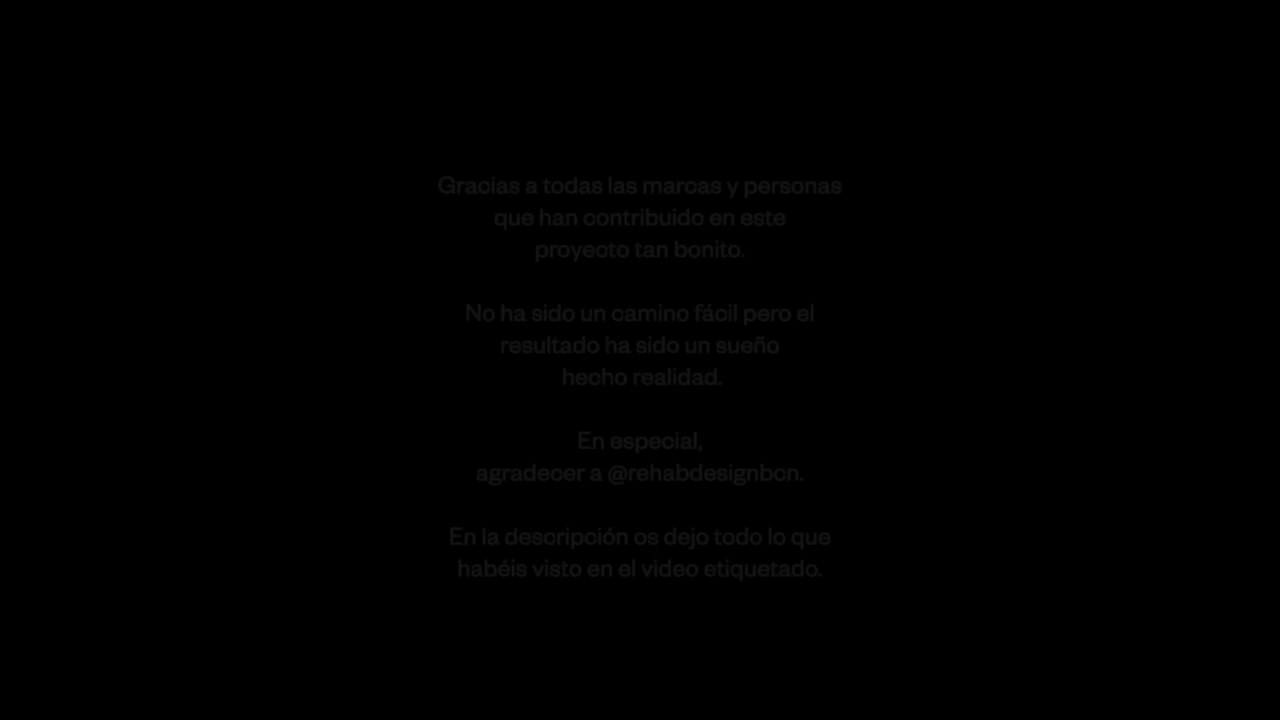 Gracias a todas las marcas y personas
que han contribuido en este
proyecto tan bonito.
No ha sido un camino fácil pero el
resultado ha sido un sueño
hecho realidad.
En especial,
agradecer a @rehabdesignbcn.
En la descripción os dejo todo lo que
habéis visto en el video etiquetado.